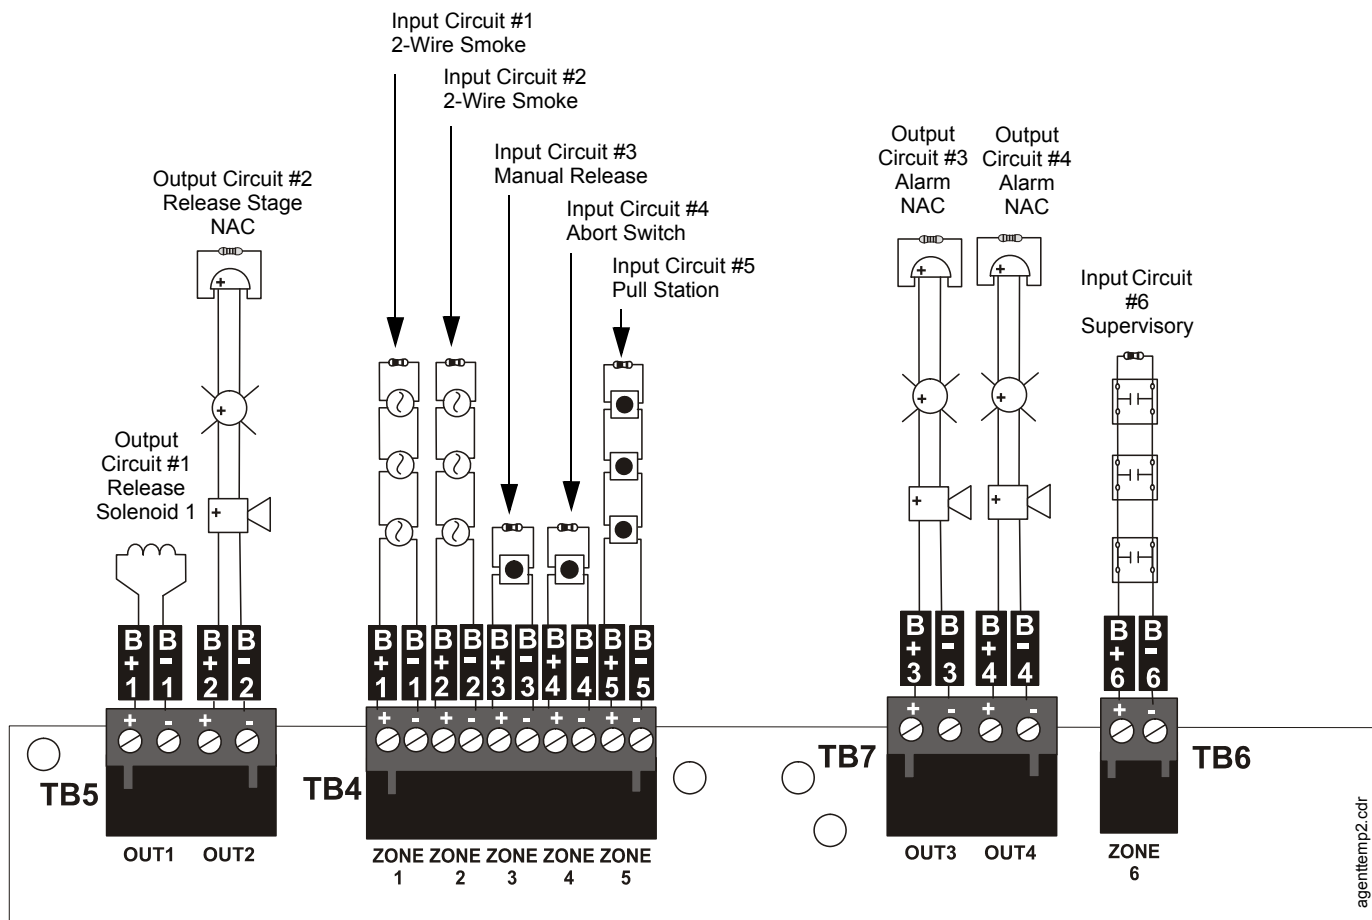 Input Circuit #1
2-Wire Smoke
Input Circuit #2
2-Wire Smoke
Input Circuit #3
Manual Release
Input Circuit #4
Abort Switch
Input Circuit #5
Pull Station
Output Circuit #2
Release Stage
NAC
Output
Circuit #1
Release
Solenoid 1
Output
Circuit #3
Alarm
NAC
Output
Circuit #4
Alarm
NAC
Input Circuit
#6
Supervisory
+
+
+
+
+
+
+
+
+
B+1
B-1
B+2
B-2
B+1
B-1
B+2
B-2
B+3
B-3
B+4
B-4
B+5
B-5
B+3
B-3
B+4
B-4
B+6
B-6
+ - + -
+ - + - + - + - + -
+ - + -
+ -
TB5
TB4
TB7
TB6
OUT1
OUT2
ZONE
1
ZONE
2
ZONE
3
ZONE
4
ZONE
5
OUT3
OUT4
ZONE
6
agenttemp2.cdr